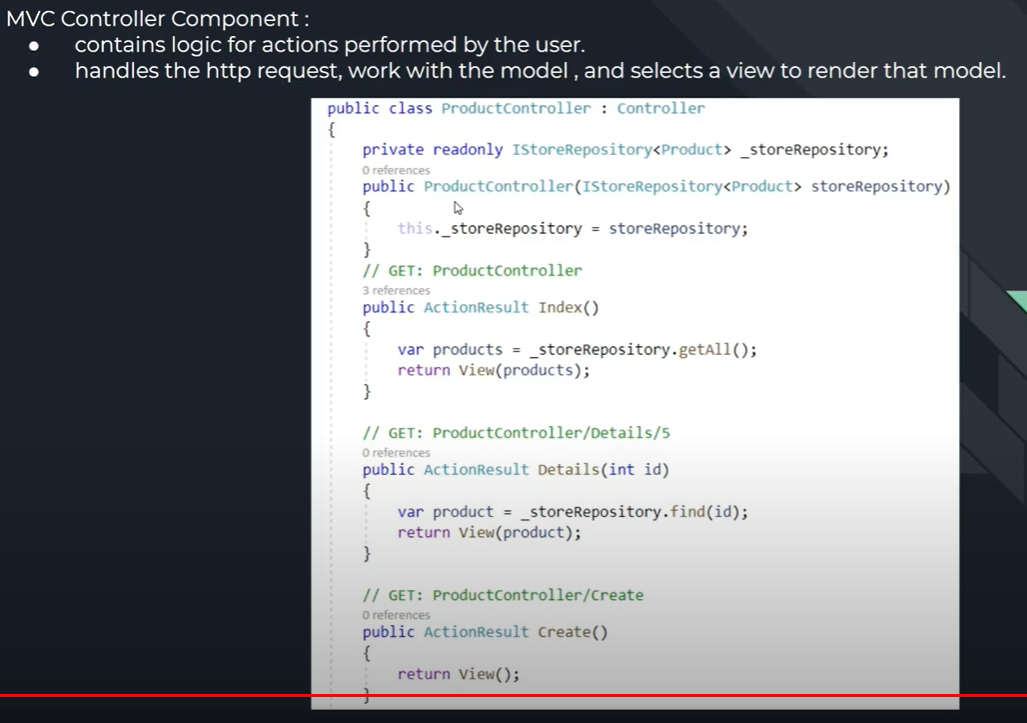 MVC Controller Component :
● contains logic for actions performed by the user.
● handles the http request, work with the model , and selects a view to render that model.
public class ProductController : Controller
{
private readonly IStoreRepository<Product> _storeRepository;
0 references
public ProductController(IStoreRepository<Product> storeRepository)
{
this._storeRepository = storeRepository;
}
// GET: ProductController
3 references
public ActionResult Index()
{
var products = _storeRepository.getAll();
return View(products);
}
// GET: ProductController/Details/5
0 references
public ActionResult Details(int id)
{
var product = _storeRepository.find(id);
return View(product);
}
// GET: ProductController/Create
0 references
public ActionResult Create()
{
return View();
}